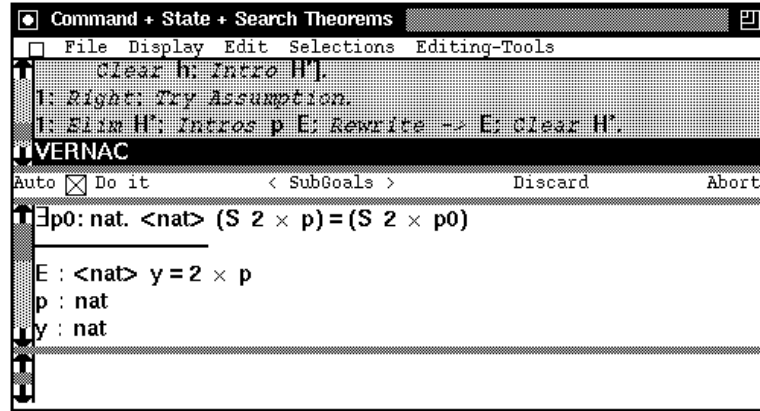 Command + State + Search Theorems
File Display Edit Selections Editing-Tools
Clear h; Intro H'].
1: Right; Try Assumption.
1: Elim H'; Intros p E; Rewrite -> E; Clear H'.
VERNAC
Auto Do it < SubGoals > Discard Abort
∃p0: nat. <nat> (S 2 × p) = (S 2 × p0)
E : <nat> y = 2 × p
p : nat
y : nat